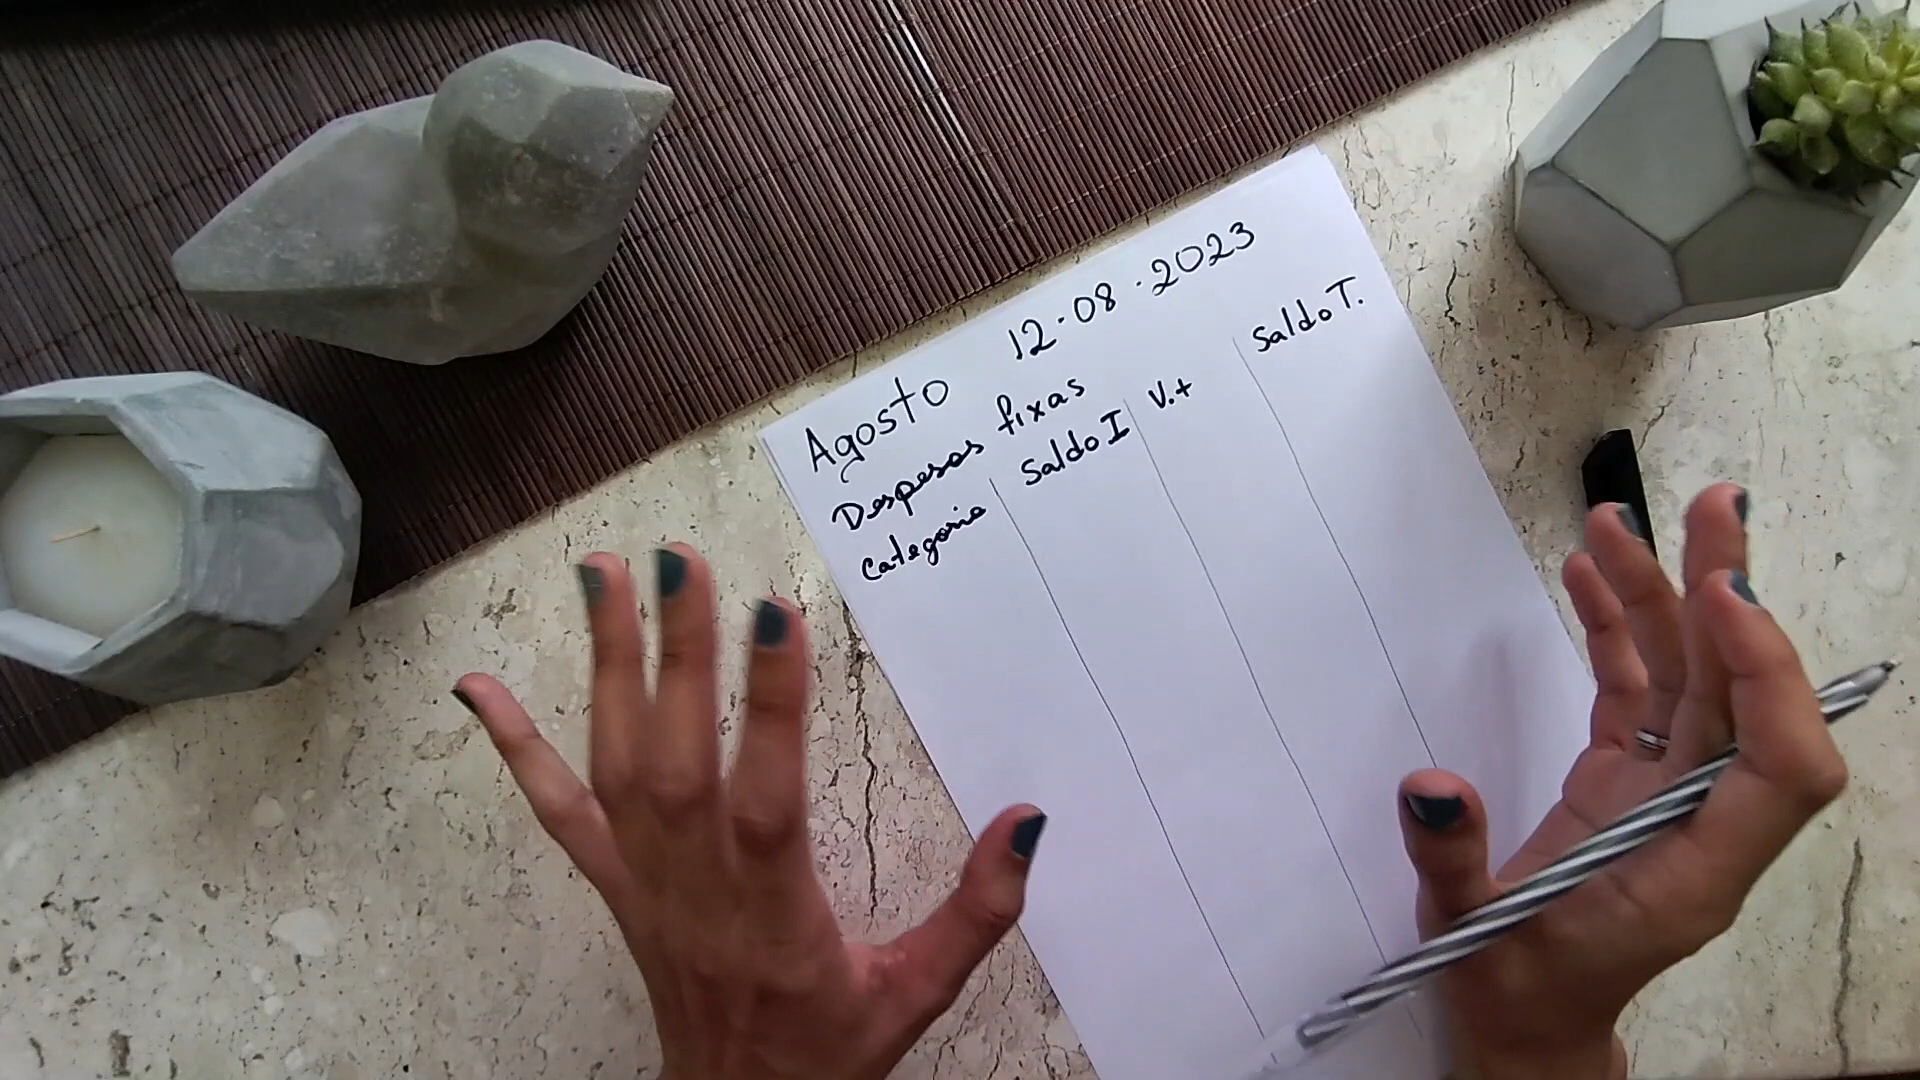 Agosto 12.08.2023
Despesas fixas
Categoria Saldo I V.+ Saldo T.